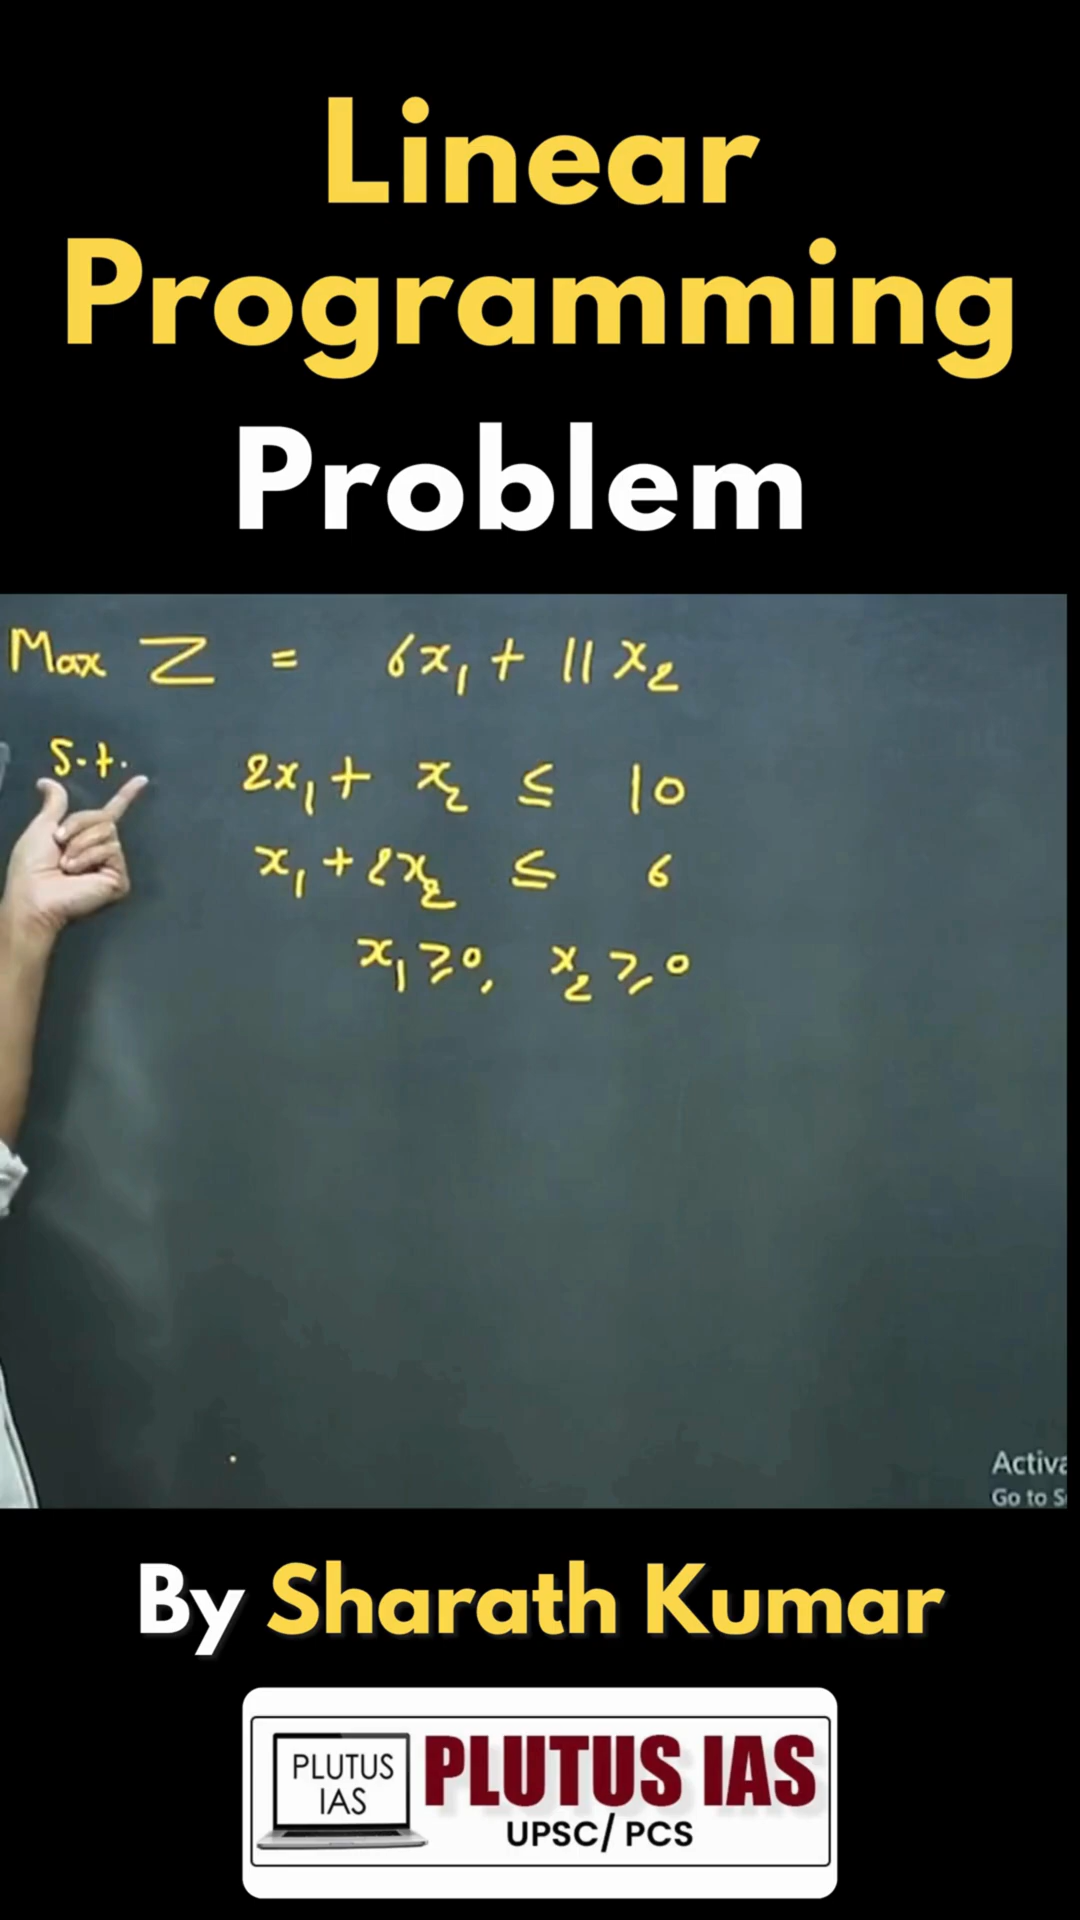 Linear
Programming
Problem
Max Z = 6x₁ + 11x₂
s.t. 2x₁ + x₂ ≤ 10
x₁ + 2x₂ ≤ 6
x₁ ≥ 0, x₂ ≥ 0
Activa
Go to S
By Sharath Kumar
PLUTUS IAS
PLUTUS IAS
UPSC/ PCS